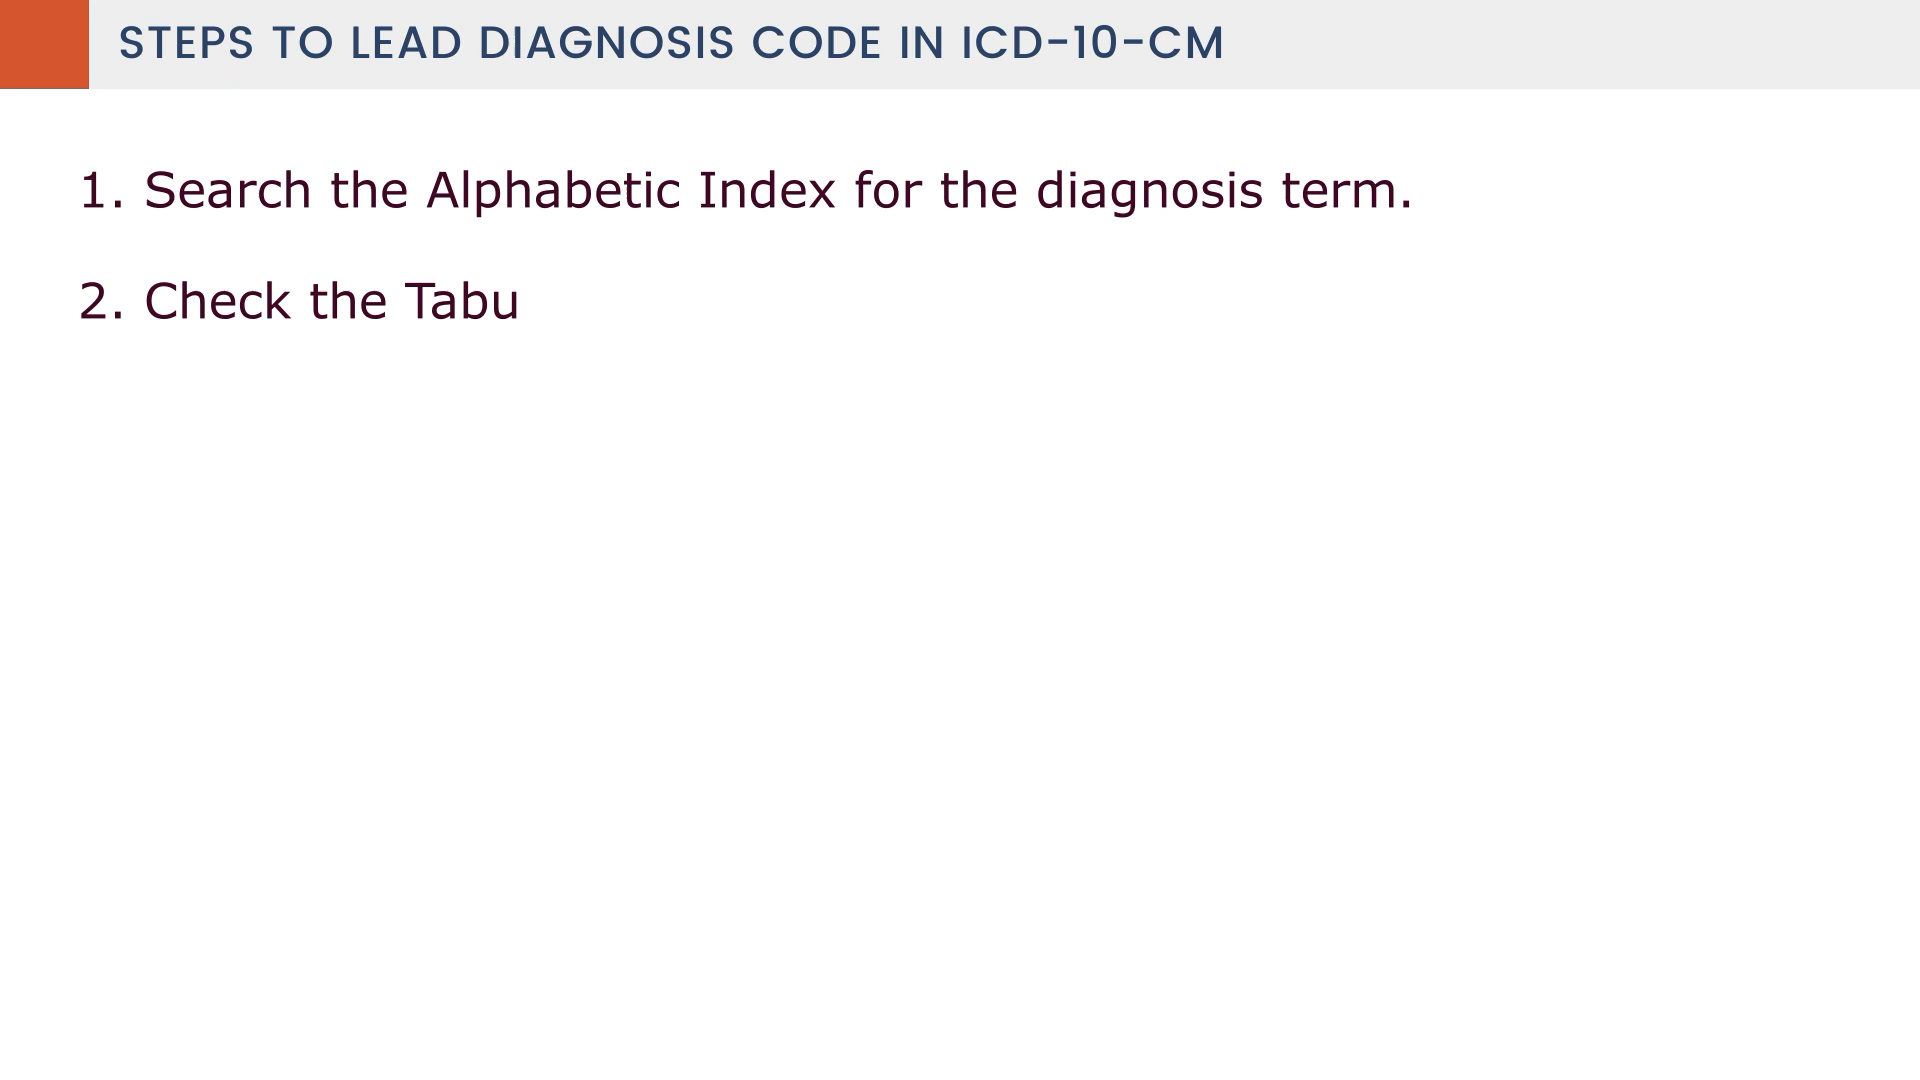 STEPS TO LEAD DIAGNOSIS CODE IN ICD-10-CM
1. Search the Alphabetic Index for the diagnosis term.
2. Check the Tabu